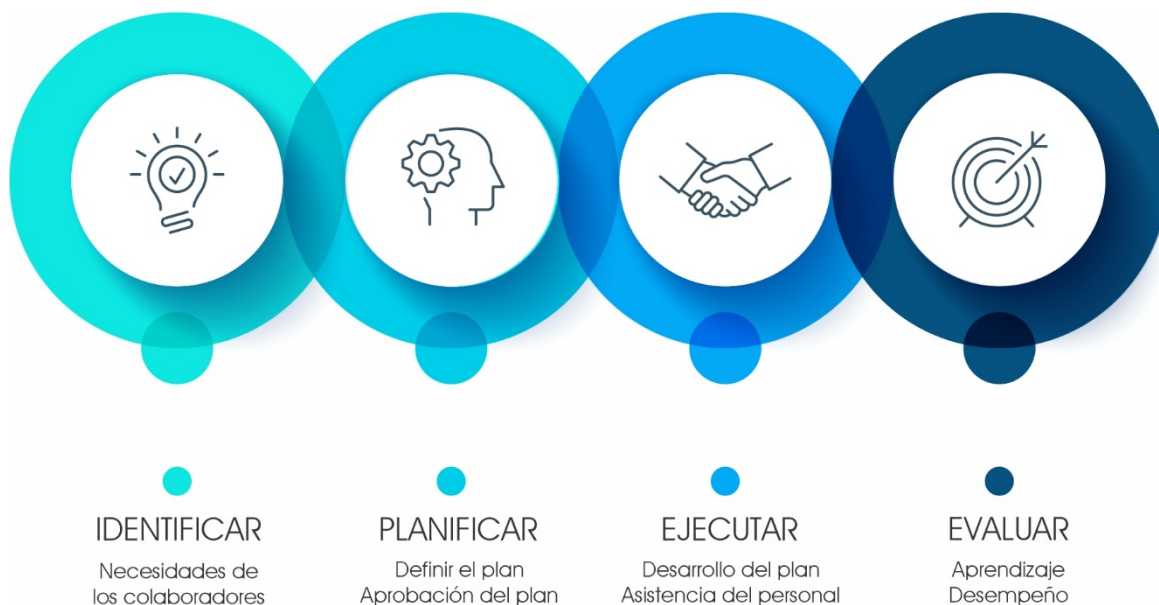 IDENTIFICAR
Necesidades de
los colaboradores
PLANIFICAR
Definir el plan
Aprobación del plan
EJECUTAR
Desarrollo del plan
Asistencia del personal
EVALUAR
Aprendizaje
Desempeño